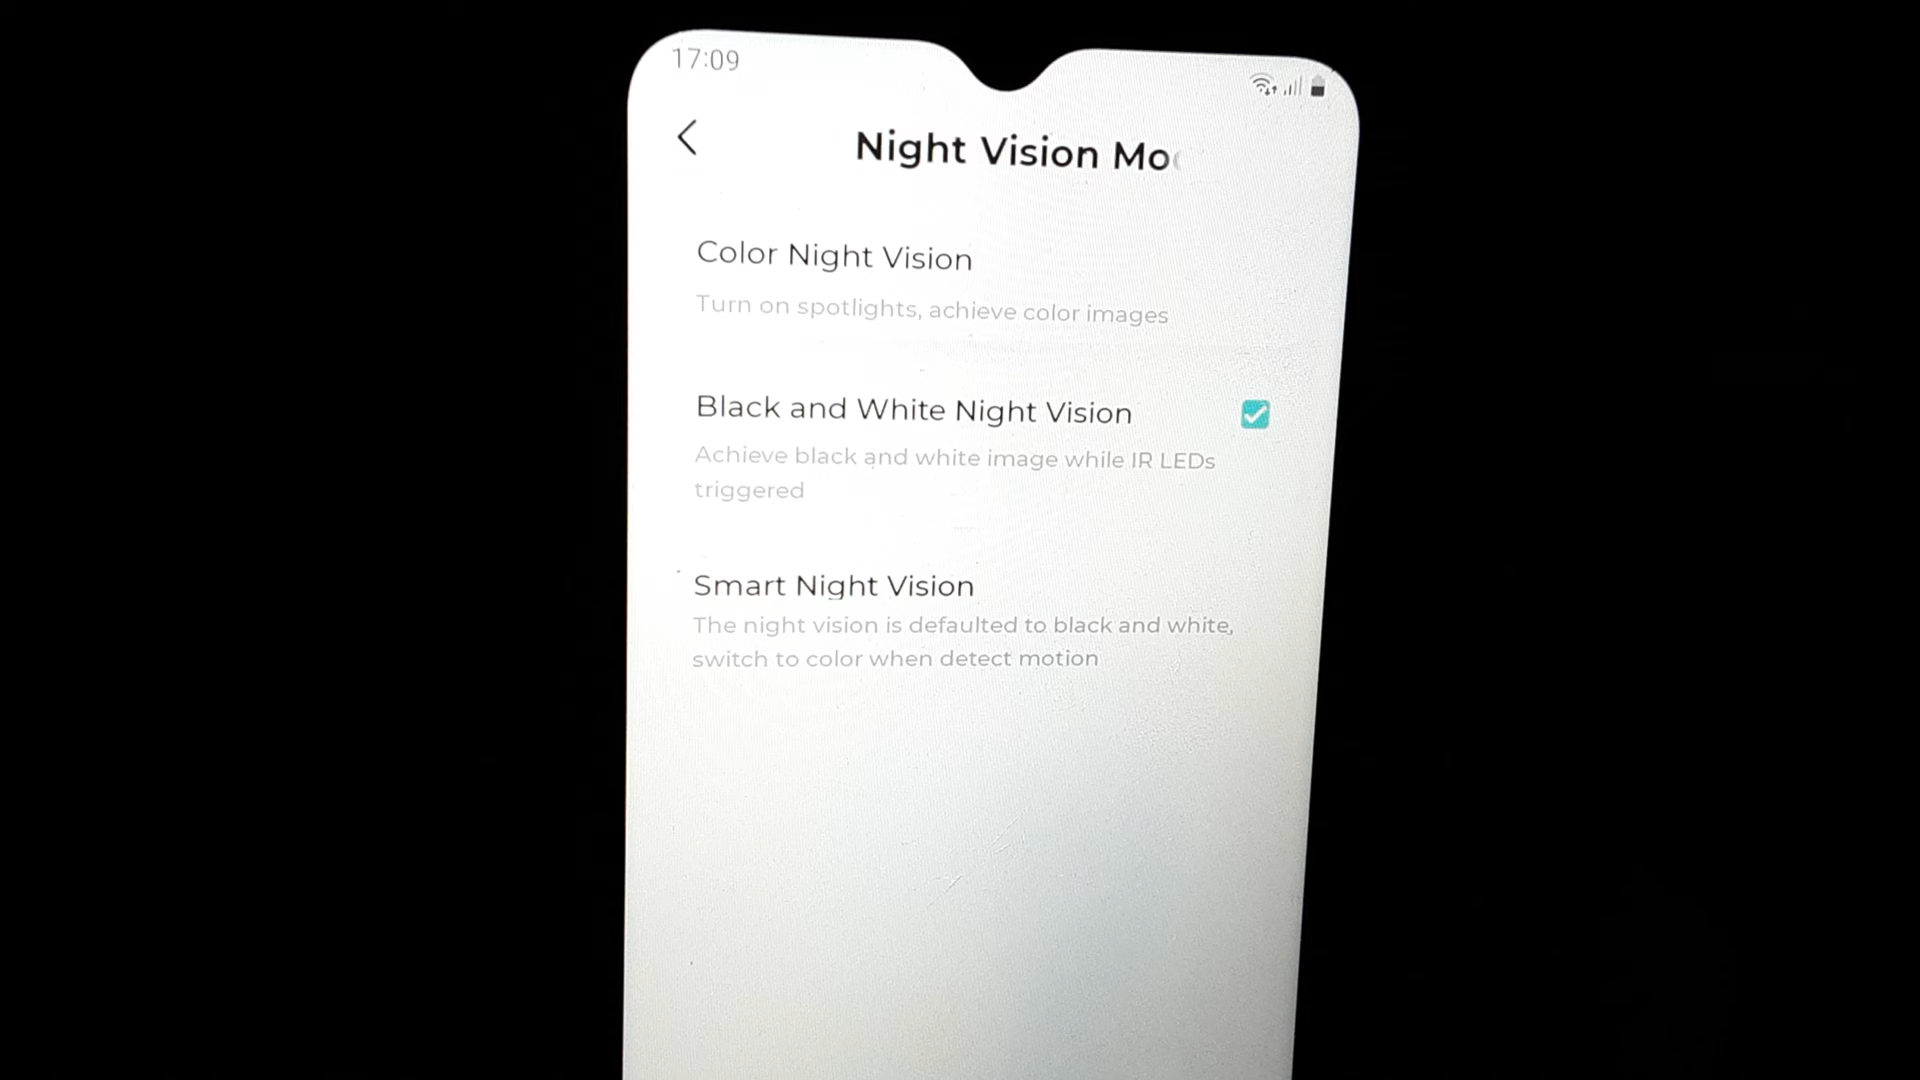 17:09
Night Vision Mo
Color Night Vision
Turn on spotlights, achieve color images
Black and White Night Vision
Achieve black and white image while IR LEDs
triggered
Smart Night Vision
The night vision is defaulted to black and white,
switch to color when detect motion